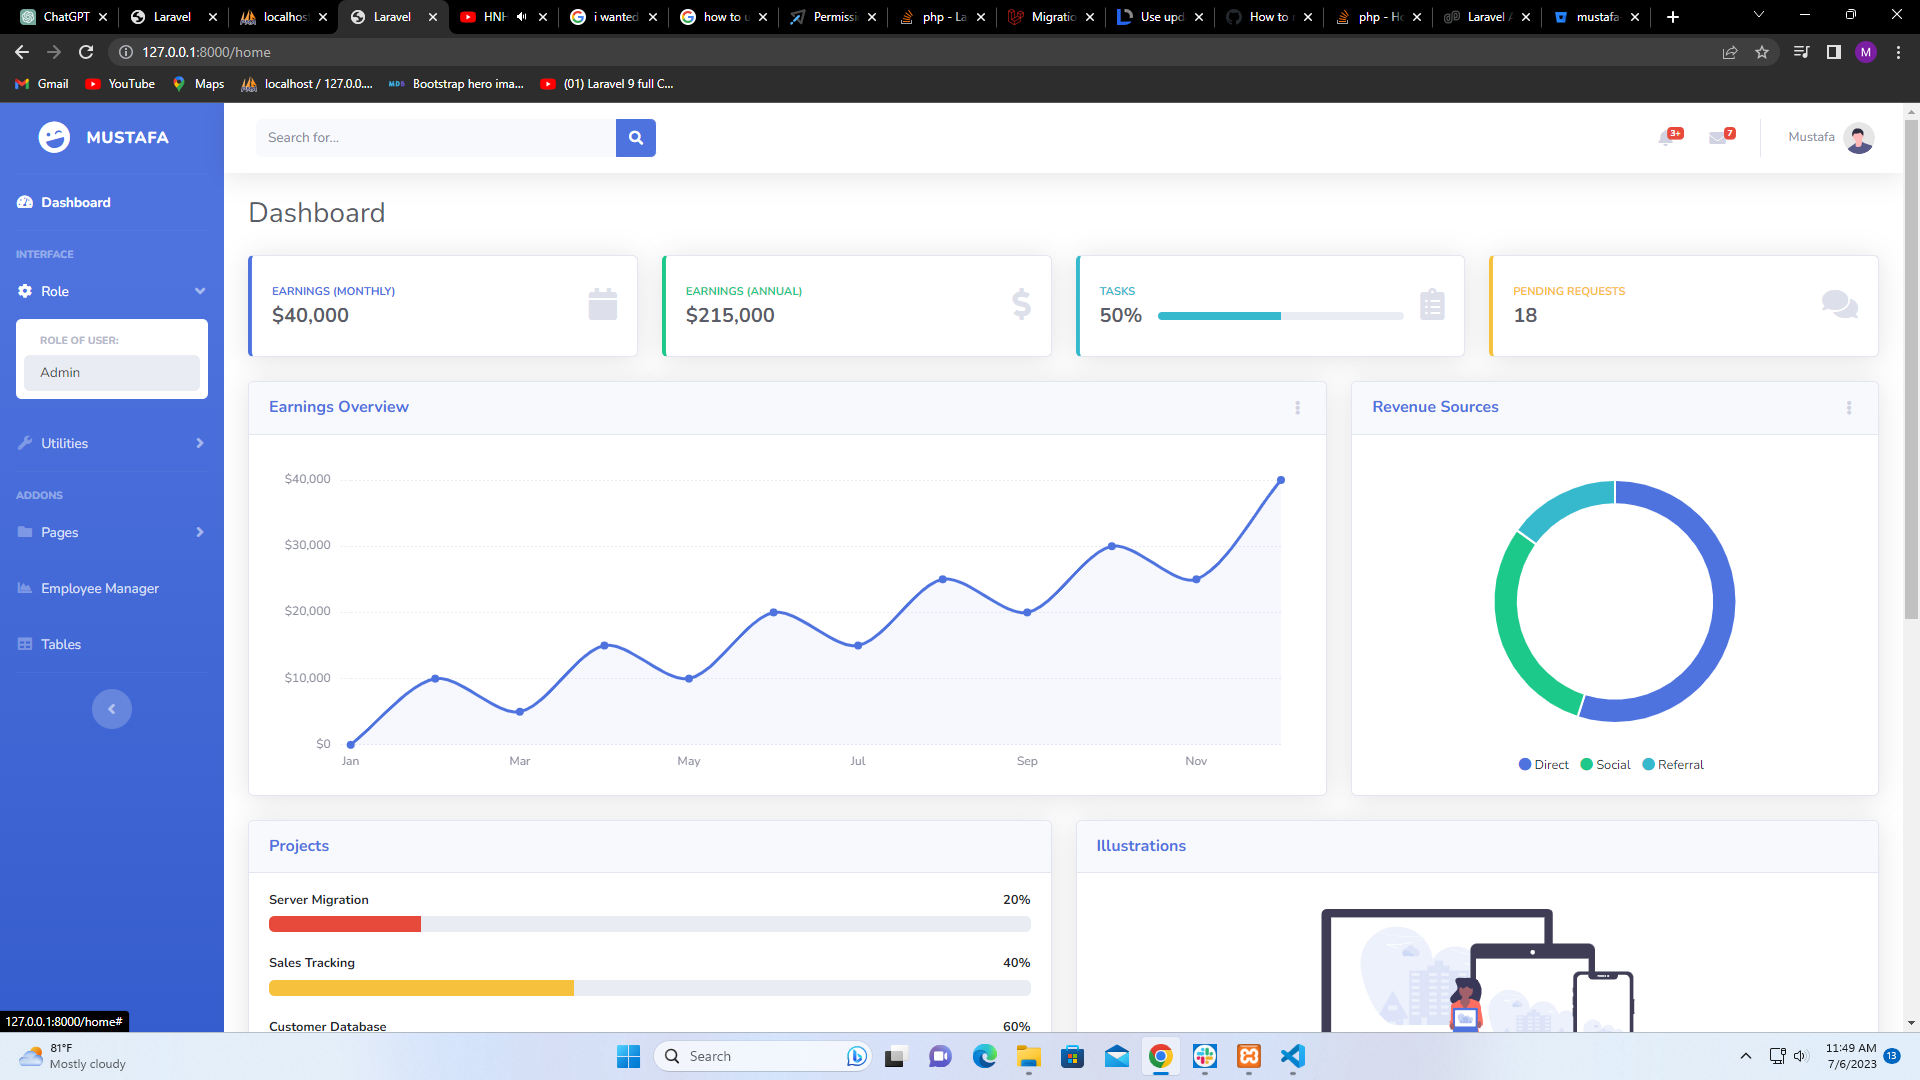 ChatGPT
Laravel
localhost
Laravel
HNH
i wanted
how to u
Permissi
php - La
Migratio
Use upd
How to
php - Ho
Laravel
mustafa
127.0.0.1:8000/home
M
Gmail
YouTube
Maps
localhost / 127.0.0....
MDB
Bootstrap hero ima...
(01) Laravel 9 full C...
MUSTAFA
Search for...
3+
7
Mustafa
Dashboard
Dashboard
INTERFACE
Role
ROLE OF USER:
Admin
Utilities
ADDONS
Pages
Employee Manager
Tables
EARNINGS (MONTHLY)
$40,000
EARNINGS (ANNUAL)
$215,000
TASKS
50%
PENDING REQUESTS
18
Earnings Overview
$40,000
$30,000
$20,000
$10,000
$0
Jan Mar May Jul Sep Nov
Revenue Sources
Direct Social Referral
Projects
Server Migration 20%
Sales Tracking 40%
Customer Database 60%
Illustrations
127.0.0.1:8000/home#
81°F
Mostly cloudy
Search
11:49 AM
7/6/2023
13